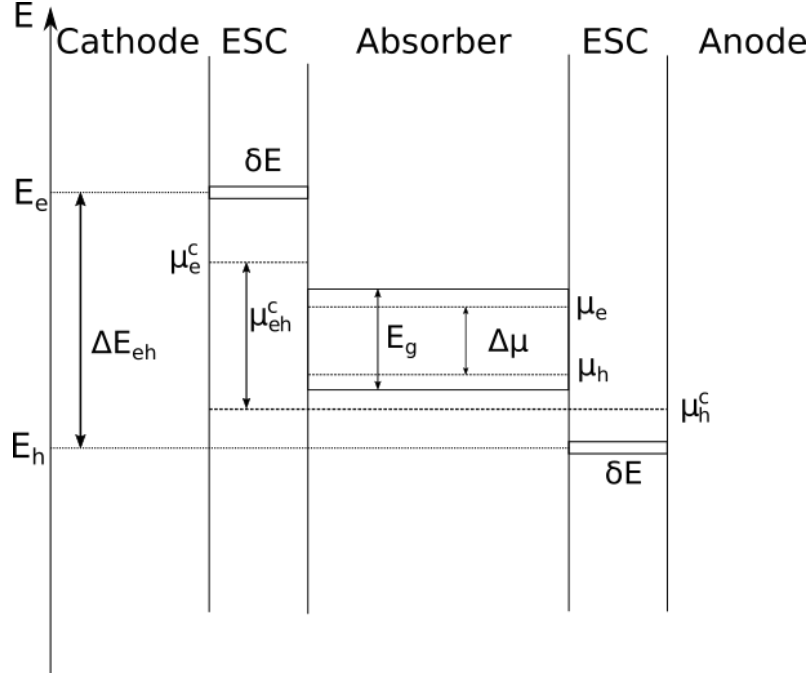 E
Cathode ESC Absorber ESC Anode
δE
E_e
μ_e^c
μ_e
μ_eh^c
E_g
Δμ
ΔE_eh
μ_h
μ_h^c
E_h
δE